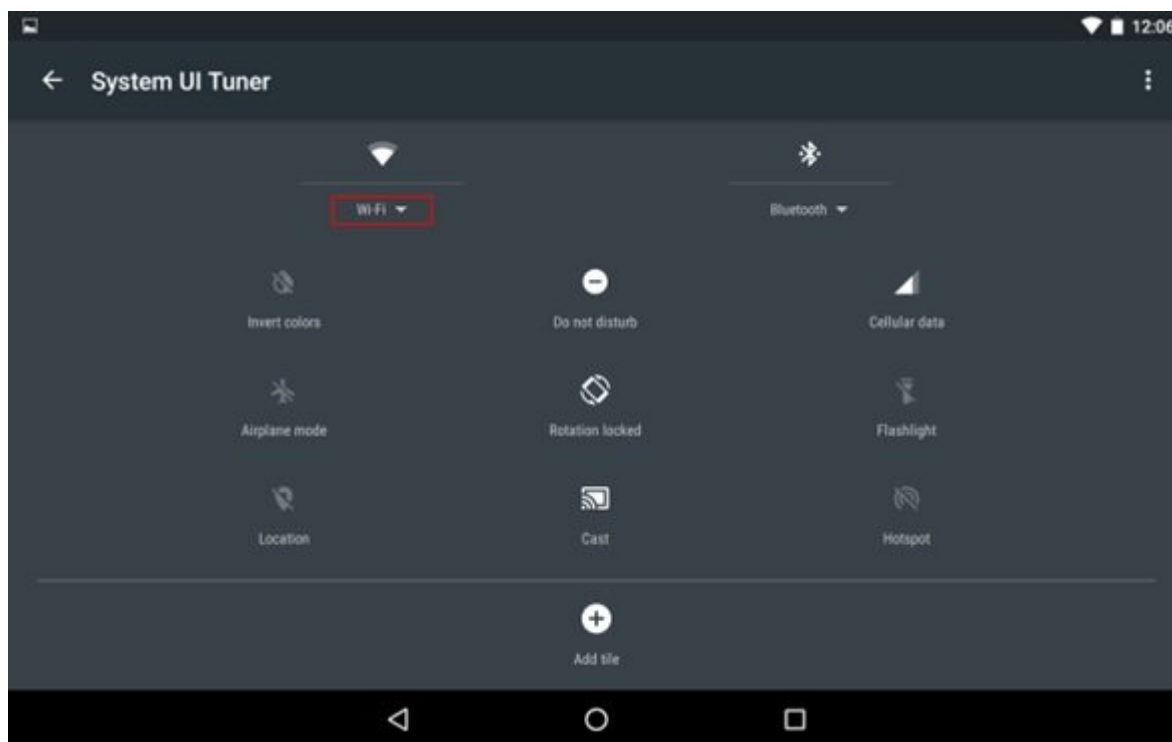 12:06
System UI Tuner
Wi-Fi Bluetooth
Invert colors Do not disturb Cellular data
Airplane mode Rotation locked Flashlight
Location Cast Hotspot
Add tile